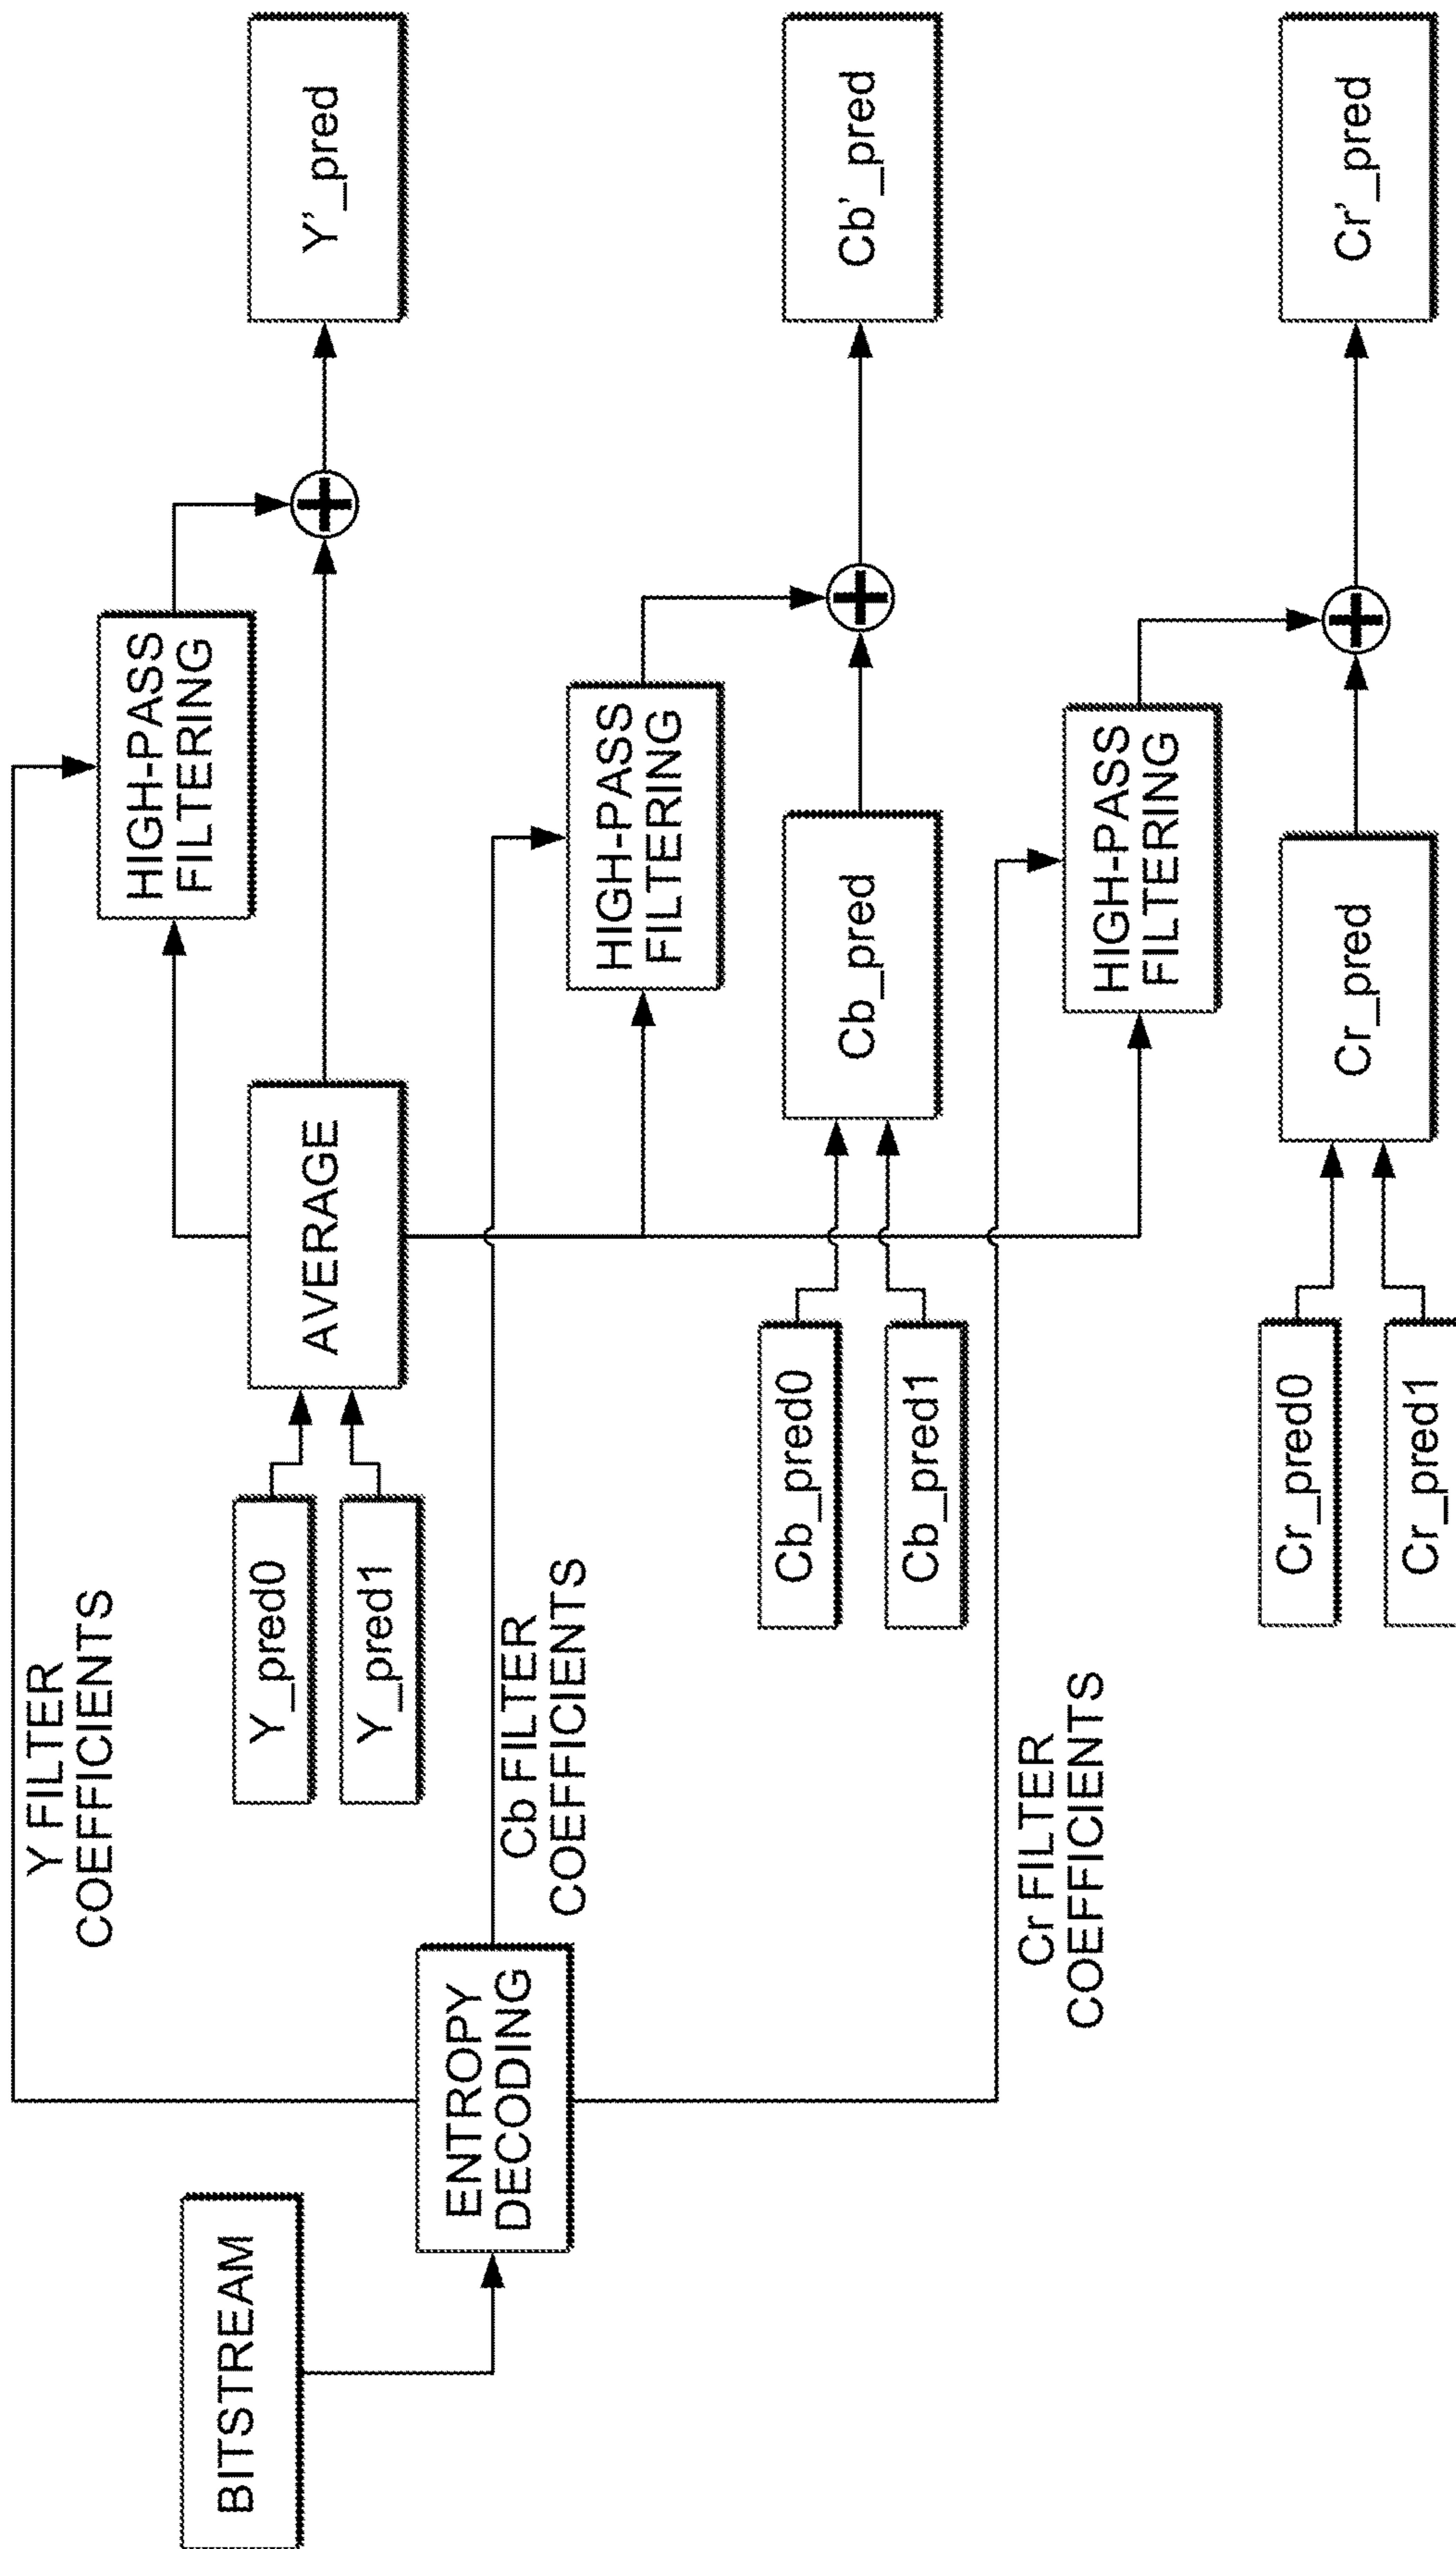 BITSTREAM
ENTROPY
DECODING
Y FILTER
COEFFICIENTS
Cb FILTER
COEFFICIENTS
Cr FILTER
COEFFICIENTS
Y_pred0
Y_pred1
AVERAGE
HIGH-PASS
FILTERING
Y'_pred
Cb_pred0
Cb_pred1
Cb_pred
HIGH-PASS
FILTERING
Cb'_pred
Cr_pred0
Cr_pred1
Cr_pred
HIGH-PASS
FILTERING
Cr'_pred